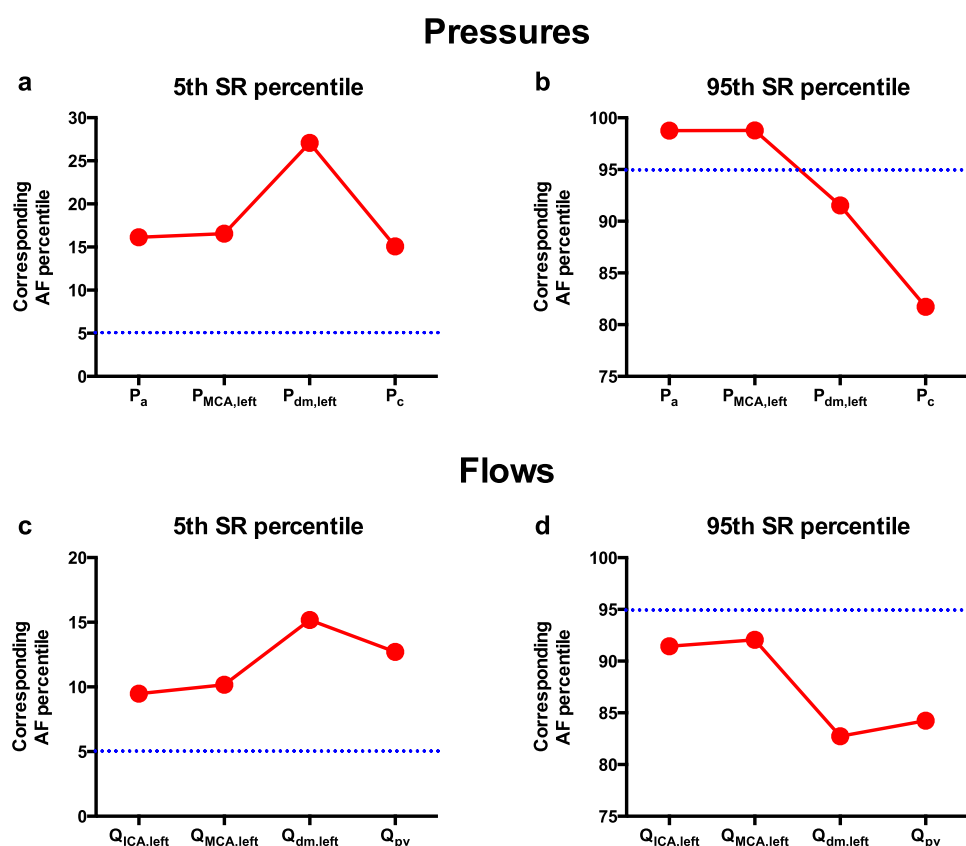 Pressures
a
5th SR percentile
Corresponding
AF percentile
30
25
20
15
10
5
0
Pa
PMCA,left
Pdm,left
Pc
b
95th SR percentile
Corresponding
AF percentile
100
95
90
85
80
75
Pa
PMCA,left
Pdm,left
Pc
Flows
c
5th SR percentile
Corresponding
AF percentile
20
15
10
5
0
QICA,left
QMCA,left
Qdm,left
Qpv
d
95th SR percentile
Corresponding
AF percentile
100
95
90
85
80
75
QICA,left
QMCA,left
Qdm,left
Qpv